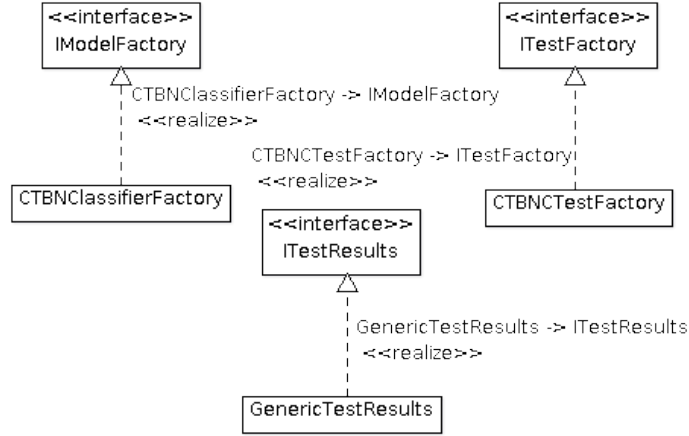 <<interface>>
IModelFactory
<<interface>>
ITestFactory
CTBNClassifierFactory -> IModelFactory
<<realize>>
CTBNCTestFactory -> ITestFactory
<<realize>>
CTBNClassifierFactory
CTBNCTestFactory
<<interface>>
ITestResults
GenericTestResults -> ITestResults
<<realize>>
GenericTestResults